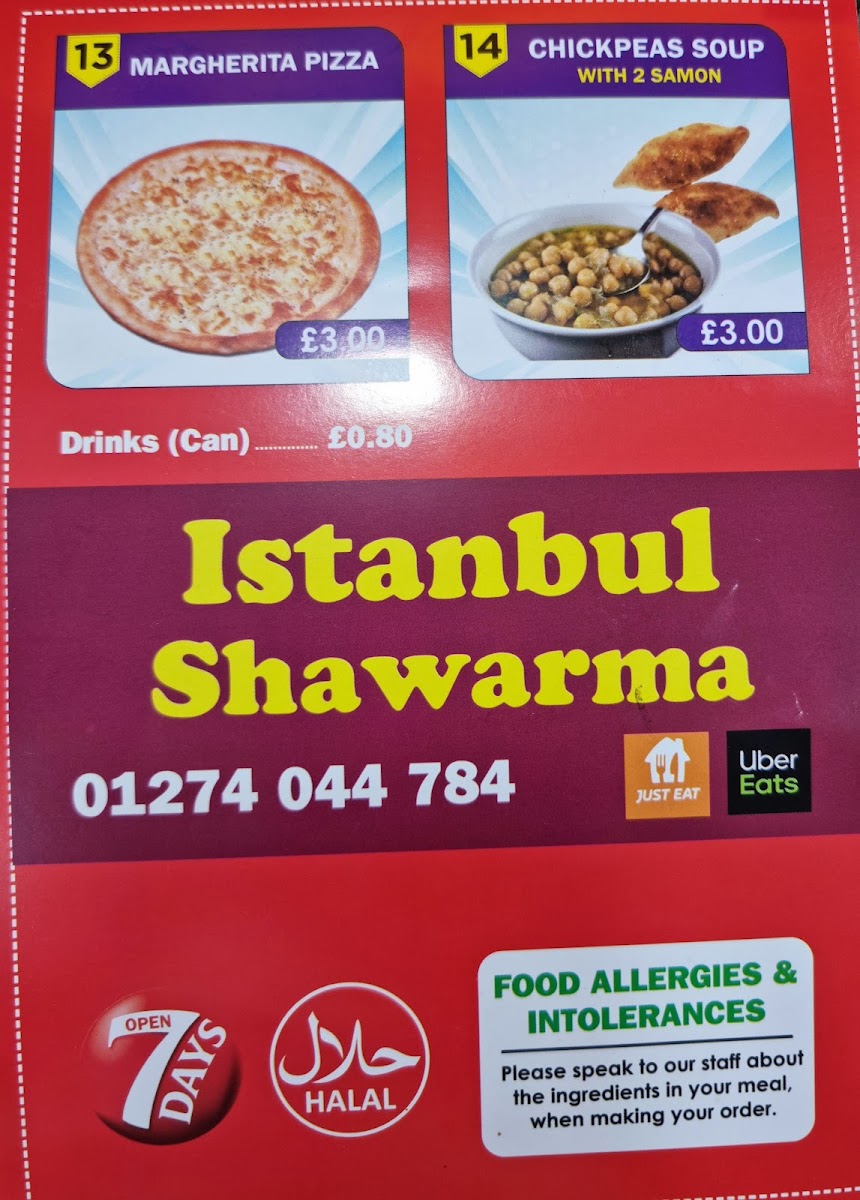 13 MARGHERITA PIZZA
£3.00
14 CHICKPEAS SOUP
WITH 2 SAMON
£3.00
Drinks (Can) ............. £0.80
Istanbul
Shawarma
01274 044 784
JUST EAT
Uber
Eats
OPEN
7
DAYS
حلال
HALAL
FOOD ALLERGIES &
INTOLERANCES
Please speak to our staff about
the ingredients in your meal,
when making your order.